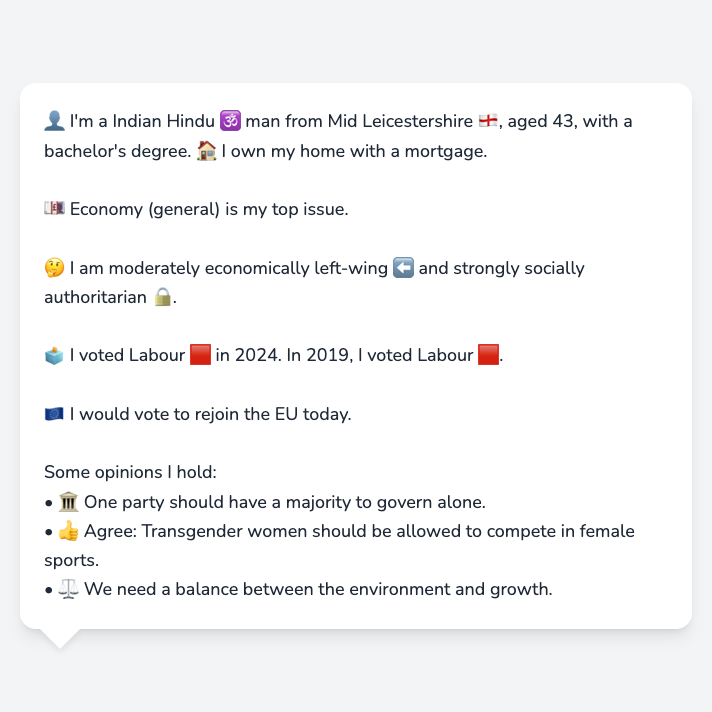 👤 I'm a Indian Hindu 🕉️ man from Mid Leicestershire 🏴󠁧󠁢󠁥󠁮󠁧󠁿, aged 43, with a
bachelor's degree. 🏠 I own my home with a mortgage.
💷 Economy (general) is my top issue.
🤔 I am moderately economically left-wing ⬅️ and strongly socially
authoritarian 🔒.
🗳️ I voted Labour 🟥 in 2024. In 2019, I voted Labour 🟥.
🇪🇺 I would vote to rejoin the EU today.
Some opinions I hold:
• 🏛️ One party should have a majority to govern alone.
• 👍 Agree: Transgender women should be allowed to compete in female
sports.
• ⚖️ We need a balance between the environment and growth.